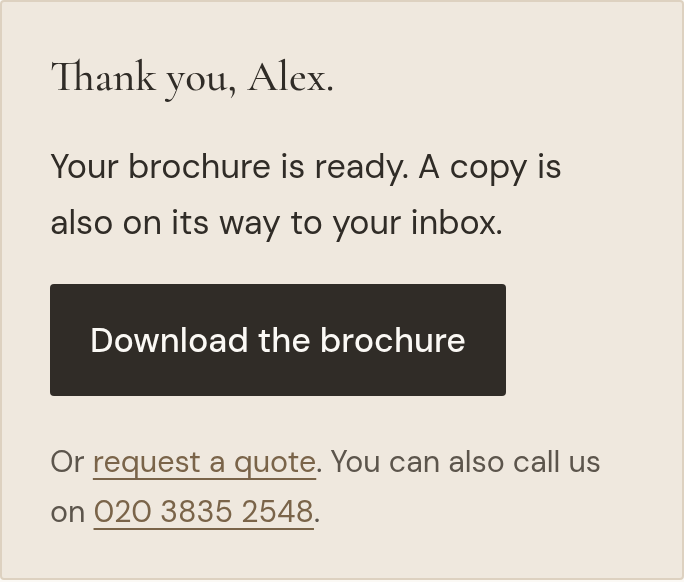 Thank you, Alex.
Your brochure is ready. A copy is
also on its way to your inbox.
Download the brochure
Or request a quote. You can also call us
on 020 3835 2548.